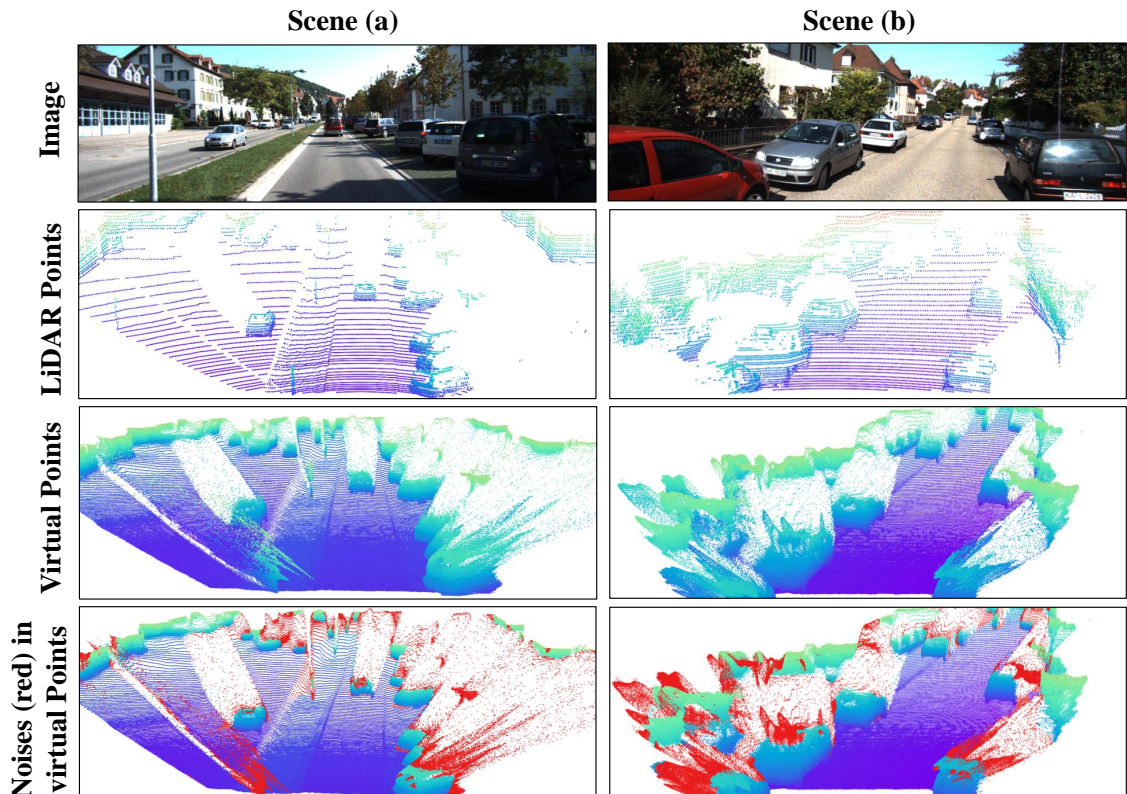 Scene (a)
Scene (b)
Image
LiDAR Points
Virtual Points
Noises (red) in
virtual Points